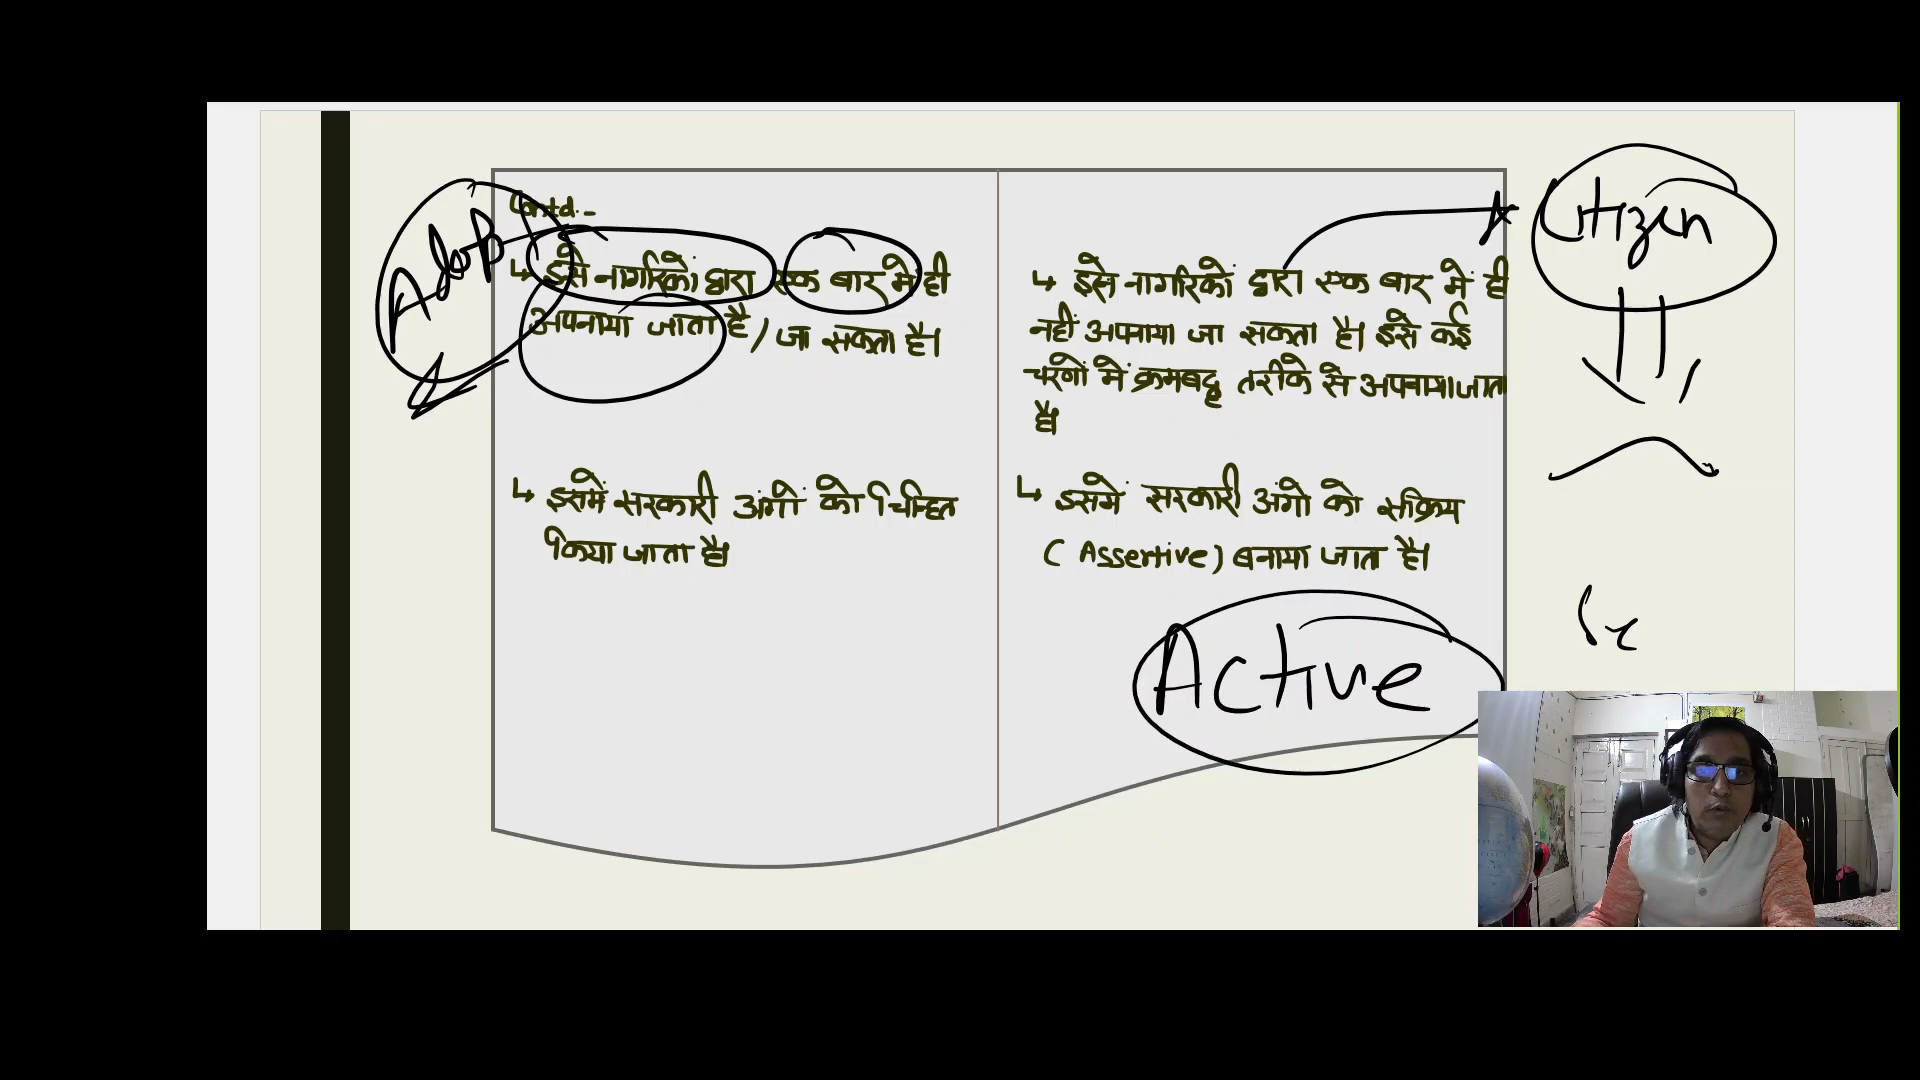 Contd.-
↳ इसे नागरिको द्वारा एक बार मे ही
अपनाया जाता है / जा सकता है।
↳ इसमे सरकारी अंगो को चिन्हित
किया जाता है।
↳ इसे नागरिको द्वारा एक बार मे ही
नहीं अपनाया जा सकता है। इसे कई
चरणो मे क्रमबद्ध तरीके से अपनाया जाता
है।
↳ इसमे सरकारी अंगो को सक्रिय
(Assertive) बनाया जाता है।
Adop
Citizen
Active